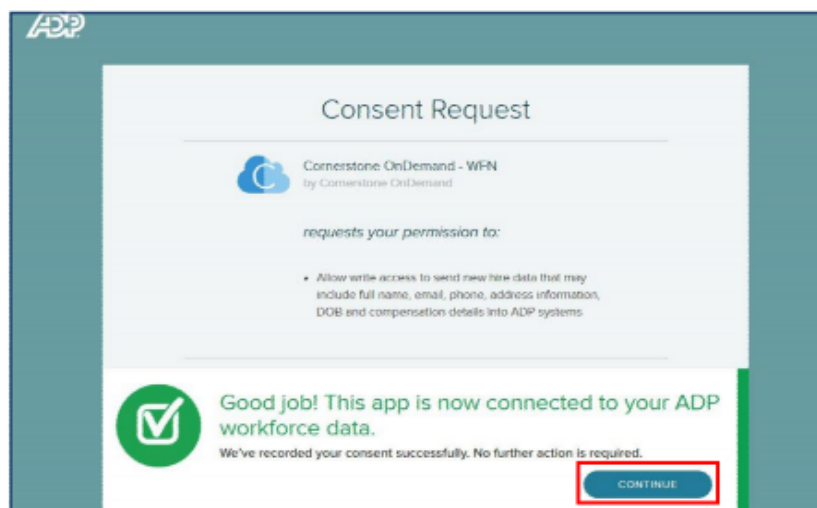 ADP
Consent Request
Cornerstone OnDemand - WFN
by Cornerstone OnDemand
requests your permission to:
• Allow write access to send new hire data that may
include full name, email, phone, address information,
DOB and compensation details into ADP systems
Good job! This app is now connected to your ADP
workforce data.
We've recorded your consent successfully. No further action is required.
CONTINUE